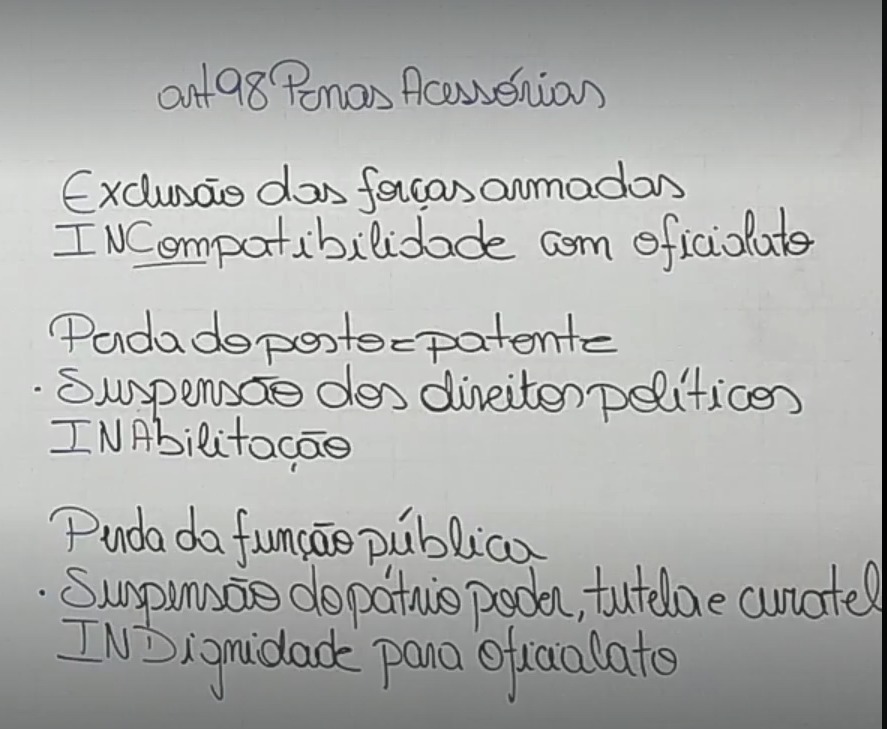 art 98 Penas Acessórias
Exclusão das forças armadas
INCompatibilidade com oficialato
Perda do posto = patente
. Suspensão dos direitos políticos
INAbilitação
Perda da função pública
. Suspensão do pátrio poder, tutela e curatel
INDignidade para oficialato